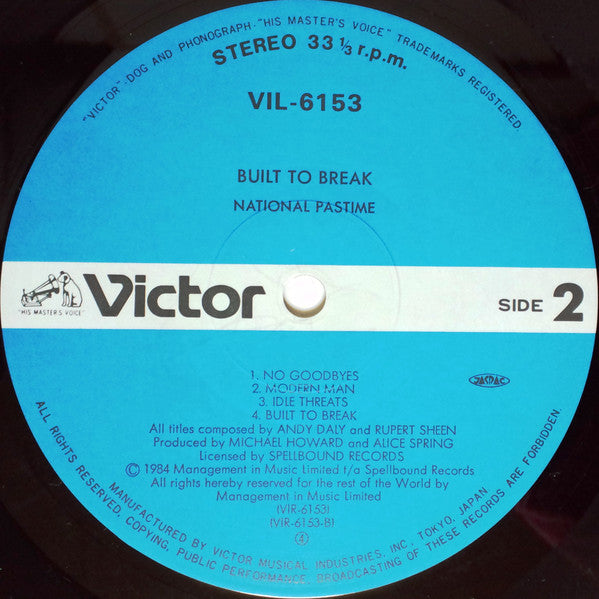 "VICTOR"-DOG AND PHONOGRAPH-"HIS MASTER'S VOICE" TRADEMARKS REGISTERED.
STEREO 33 1/3 r.p.m.
VIL-6153
BUILT TO BREAK
NATIONAL PASTIME
"HIS MASTER'S VOICE"
Victor
SIDE 2
1. NO GOODBYES
2. MODERN MAN
3. IDLE THREATS
4. BUILT TO BREAK
JASRAC
All titles composed by ANDY DALY and RUPERT SHEEN
Produced by MICHAEL HOWARD and ALICE SPRING
Licensed by SPELLBOUND RECORDS
Ⓒ 1984 Management in Music Limited t/a Spellbound Records
All rights hereby reserved for the rest of the World by
Management in Music Limited
(VIR-6153)
(VIR-6153-B)
④
MANUFACTURED BY VICTOR MUSICAL INDUSTRIES, INC. TOKYO, JAPAN
ALL RIGHTS RESERVED, COPYING, PUBLIC PERFORMANCE, BROADCASTING OF THESE RECORDS ARE FORBIDDEN.